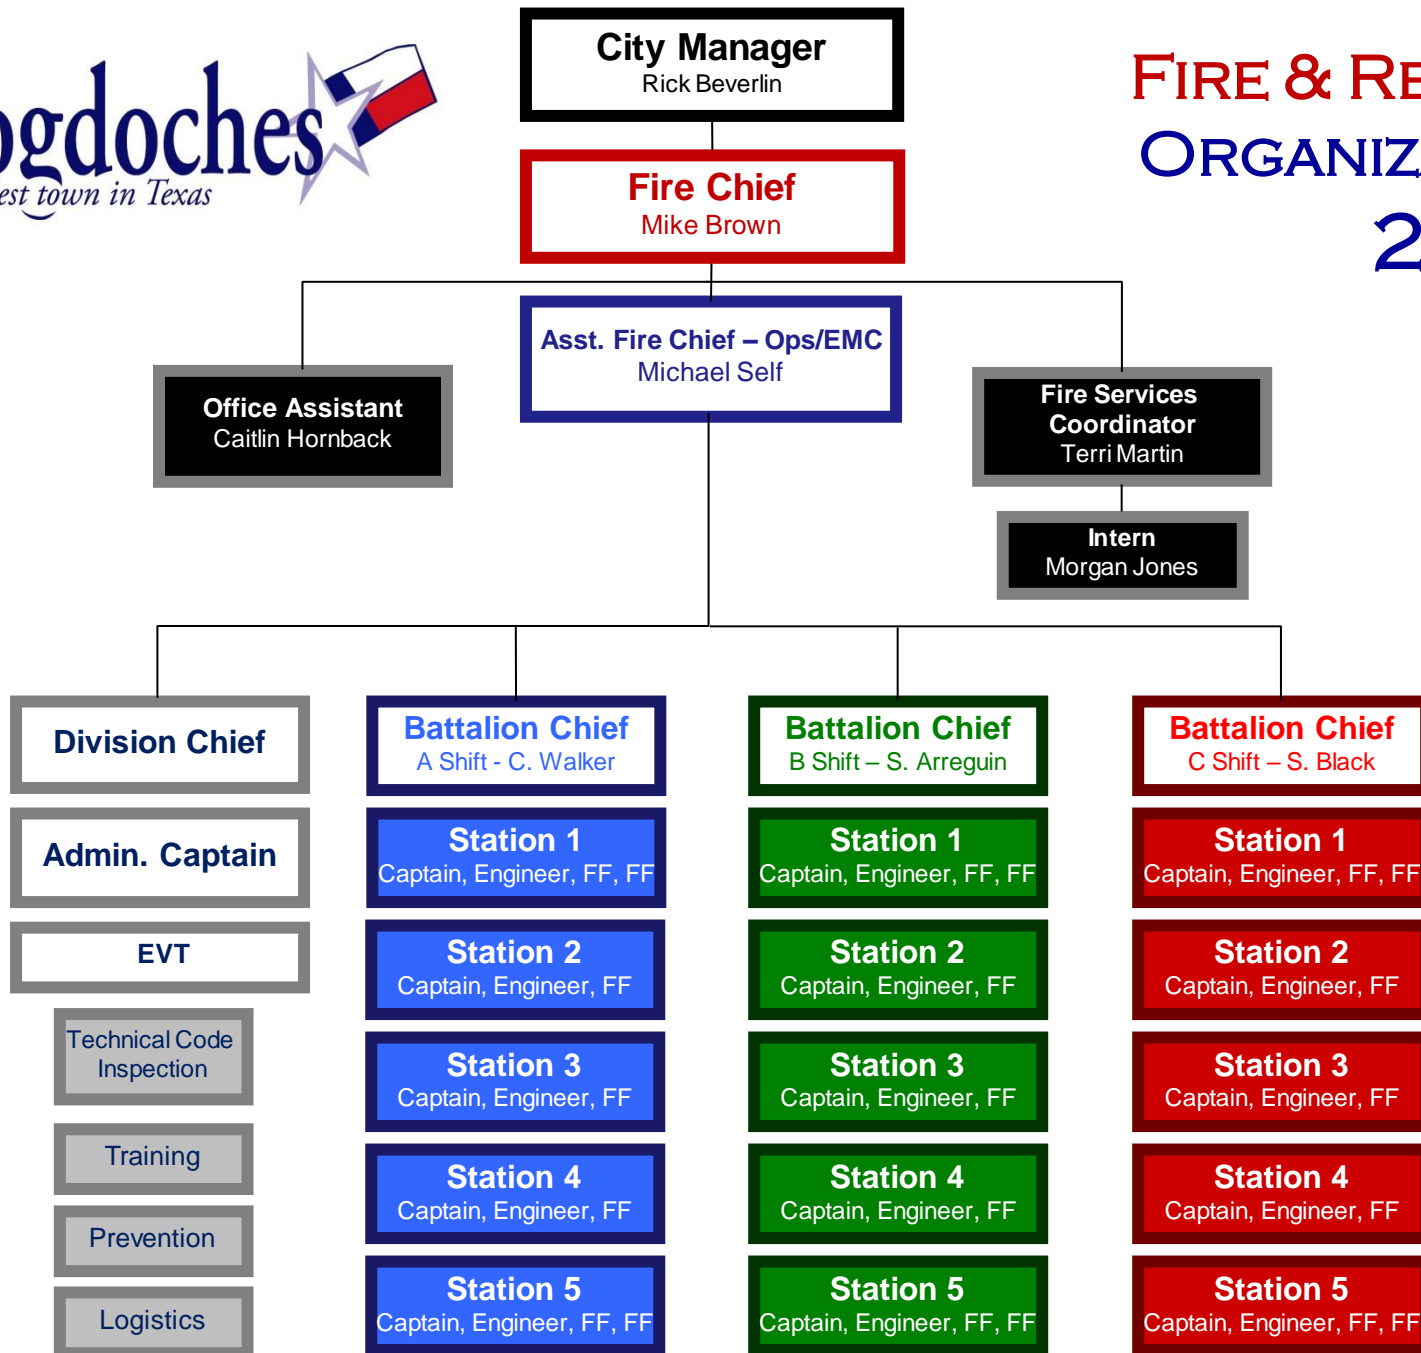 City Manager
Rick Beverlin
Fire Chief
Mike Brown
Asst. Fire Chief – Ops/EMC
Michael Self
Office Assistant
Caitlin Hornback
Fire Services
Coordinator
Terri Martin
Intern
Morgan Jones
town in Texas
FIRE &
Division Chief
Admin. Captain
EVT
Technical Code
Inspection
Training
Prevention
Logistics
Battalion Chief
A Shift - C. Walker
Station 1
Captain, Engineer, FF, FF
Station 2
Captain, Engineer, FF
Station 3
Captain, Engineer, FF
Station 4
Captain, Engineer, FF
Station 5
Captain, Engineer, FF, FF
Battalion Chief
B Shift – S. Arreguin
Station 1
Captain, Engineer, FF, FF
Station 2
Captain, Engineer, FF
Station 3
Captain, Engineer, FF
Station 4
Captain, Engineer, FF
Station 5
Captain, Engineer, FF, FF
Battalion Chief
C Shift – S. Black
Station 1
Captain, Engineer, FF, FF
Station 2
Captain, Engineer, FF
Station 3
Captain, Engineer, FF
Station 4
Captain, Engineer, FF
Station 5
Captain, Engineer, FF, FF